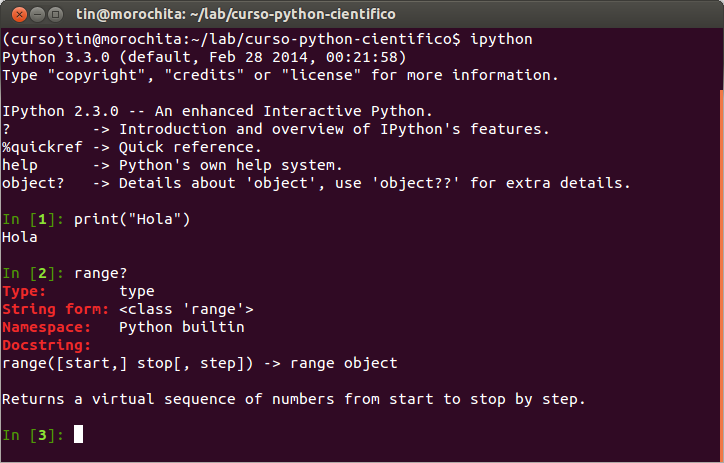 tin@morochita: ~/lab/curso-python-cientifico
(curso)tin@morochita:~/lab/curso-python-cientifico$ ipython
Python 3.3.0 (default, Feb 28 2014, 00:21:58)
Type "copyright", "credits" or "license" for more information.
IPython 2.3.0 -- An enhanced Interactive Python.
?         -> Introduction and overview of IPython's features.
%quickref -> Quick reference.
help      -> Python's own help system.
object?   -> Details about 'object', use 'object??' for extra details.
In [1]: print("Hola")
Hola
In [2]: range?
Type:        type
String form: <class 'range'>
Namespace:   Python builtin
Docstring:
range([start,] stop[, step]) -> range object
Returns a virtual sequence of numbers from start to stop by step.
In [3]: